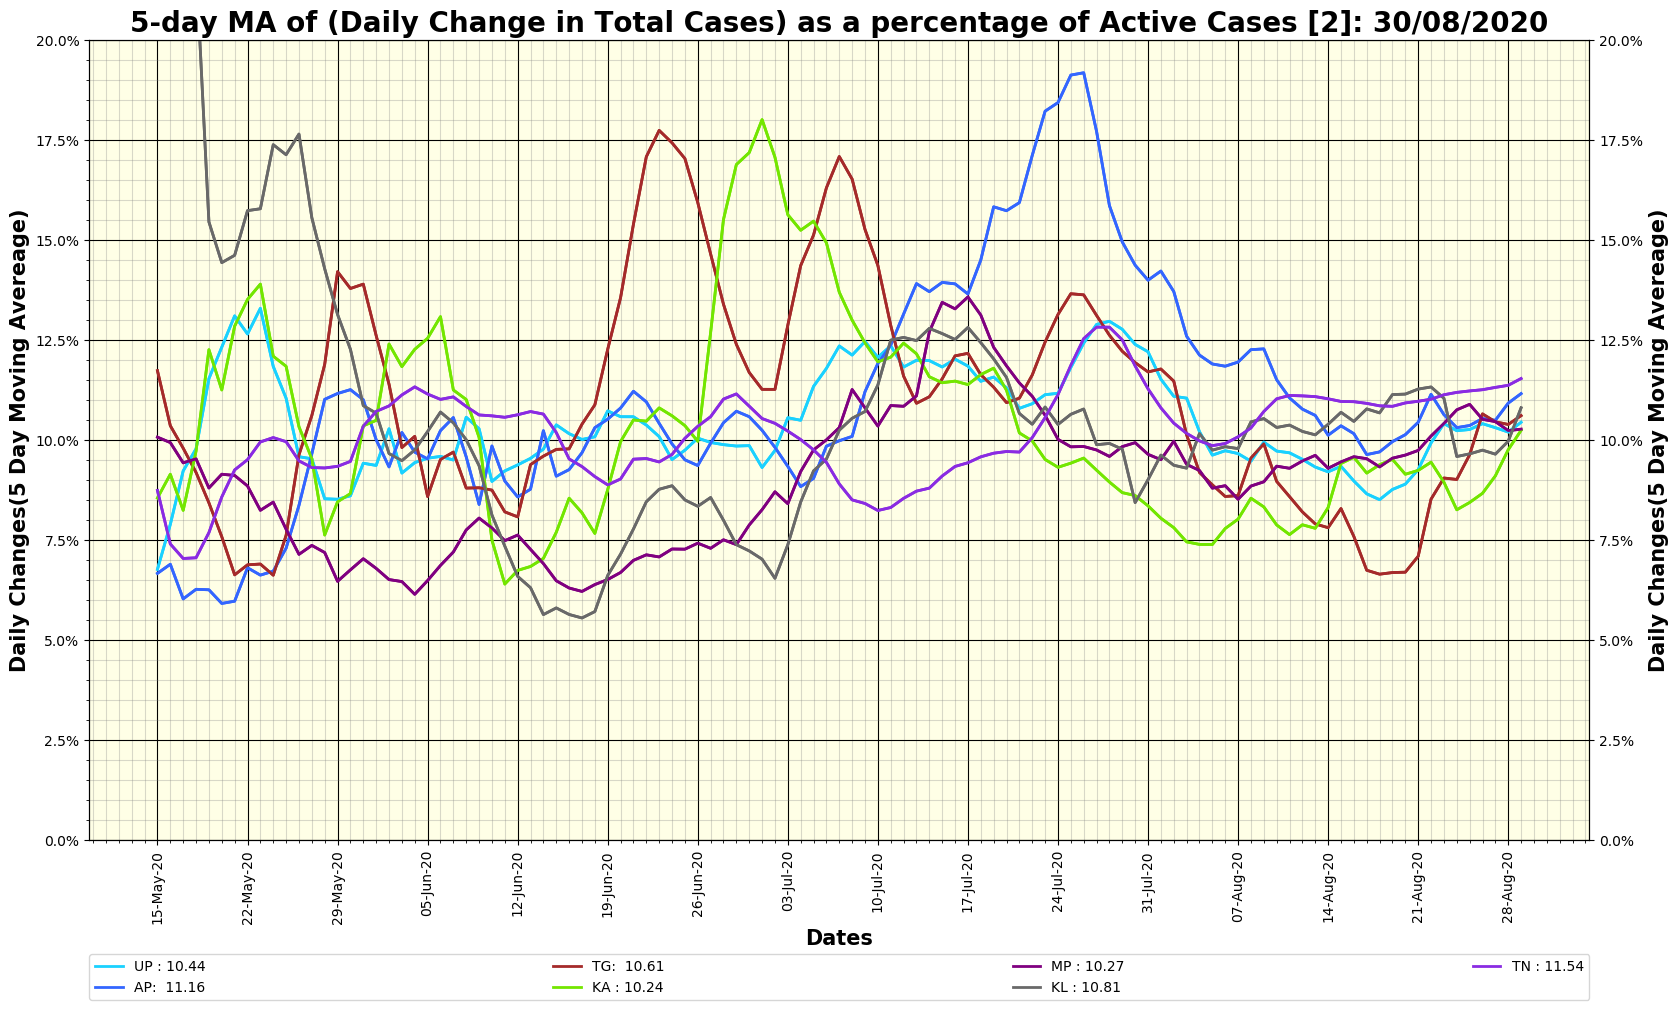 5-day MA of (Daily Change in Total Cases) as a percentage of Active Cases [2]: 30/08/2020
Daily Changes(5 Day Moving Avereage)
20.0%
17.5%
15.0%
12.5%
10.0%
7.5%
5.0%
2.5%
0.0%
20.0%
17.5%
15.0%
12.5%
10.0%
7.5%
5.0%
2.5%
0.0%
Daily Changes(5 Day Moving Avereage)
15-May-20
22-May-20
29-May-20
05-Jun-20
12-Jun-20
19-Jun-20
26-Jun-20
03-Jul-20
10-Jul-20
17-Jul-20
24-Jul-20
31-Jul-20
07-Aug-20
14-Aug-20
21-Aug-20
28-Aug-20
Dates
UP : 10.44
AP:  11.16
TG:  10.61
KA : 10.24
MP : 10.27
KL : 10.81
TN : 11.54